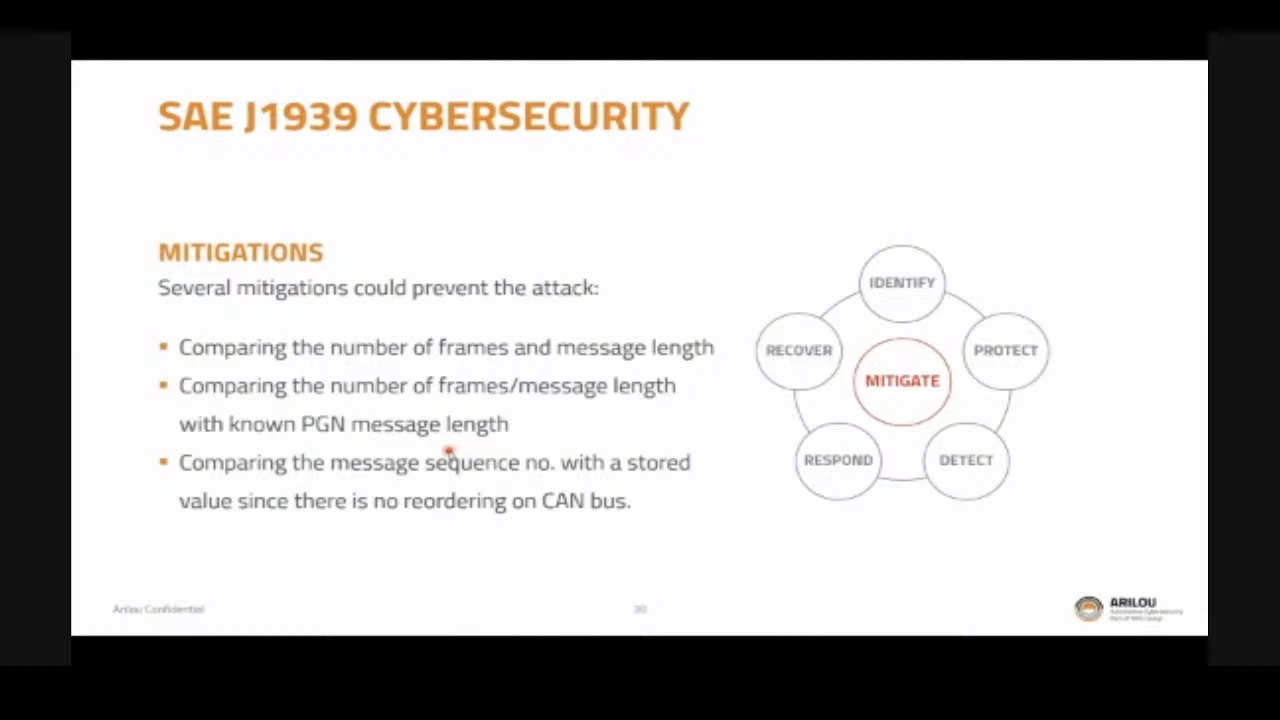 SAE J1939 CYBERSECURITY
MITIGATIONS
Several mitigations could prevent the attack:
Comparing the number of frames and message length
Comparing the number of frames/message length
with known PGN message length
Comparing the message sequence no. with a stored
value since there is no reordering on CAN bus.
IDENTIFY
RECOVER
PROTECT
MITIGATE
RESPOND
DETECT
Arilou Confidential
ARILOU
Automotive Cybersecurity